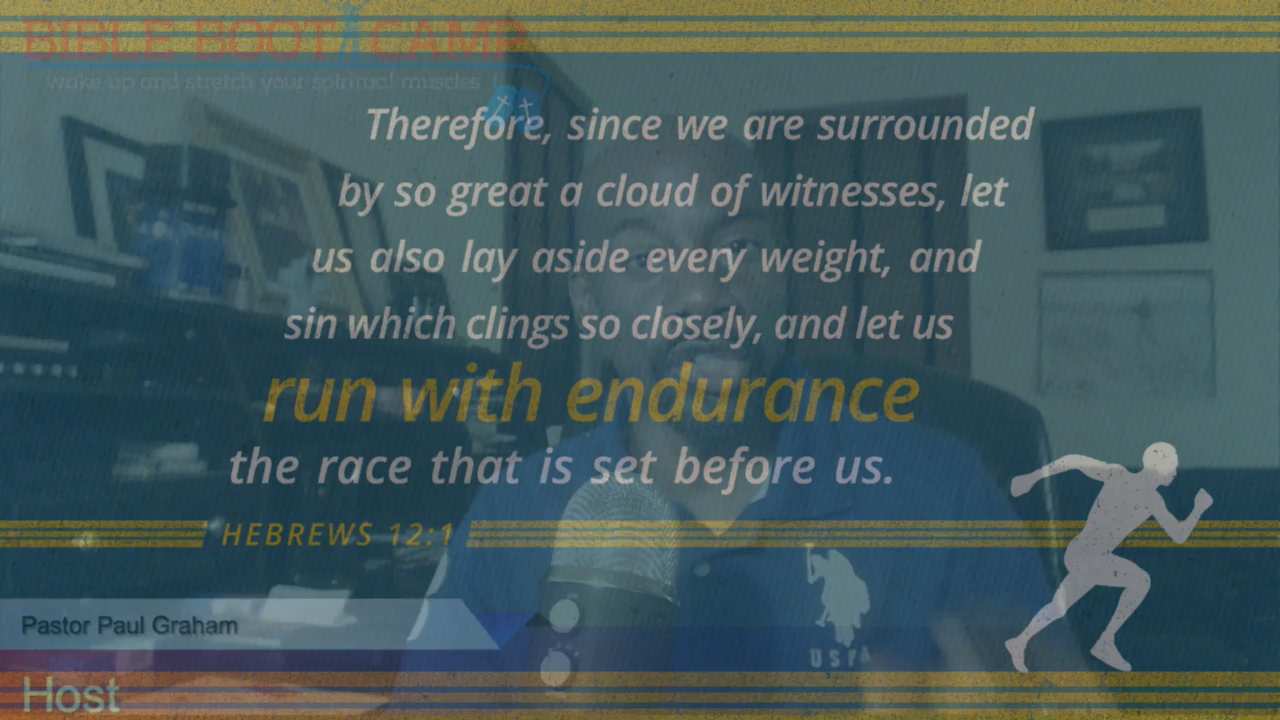 BIBLE BOOT CAMP
wake up and stretch your spiritual muscles
Therefore, since we are surrounded
by so great a cloud of witnesses, let
us also lay aside every weight, and
sin which clings so closely, and let us
run with endurance
the race that is set before us.
HEBREWS 12:1
Pastor Paul Graham
USPA
Host